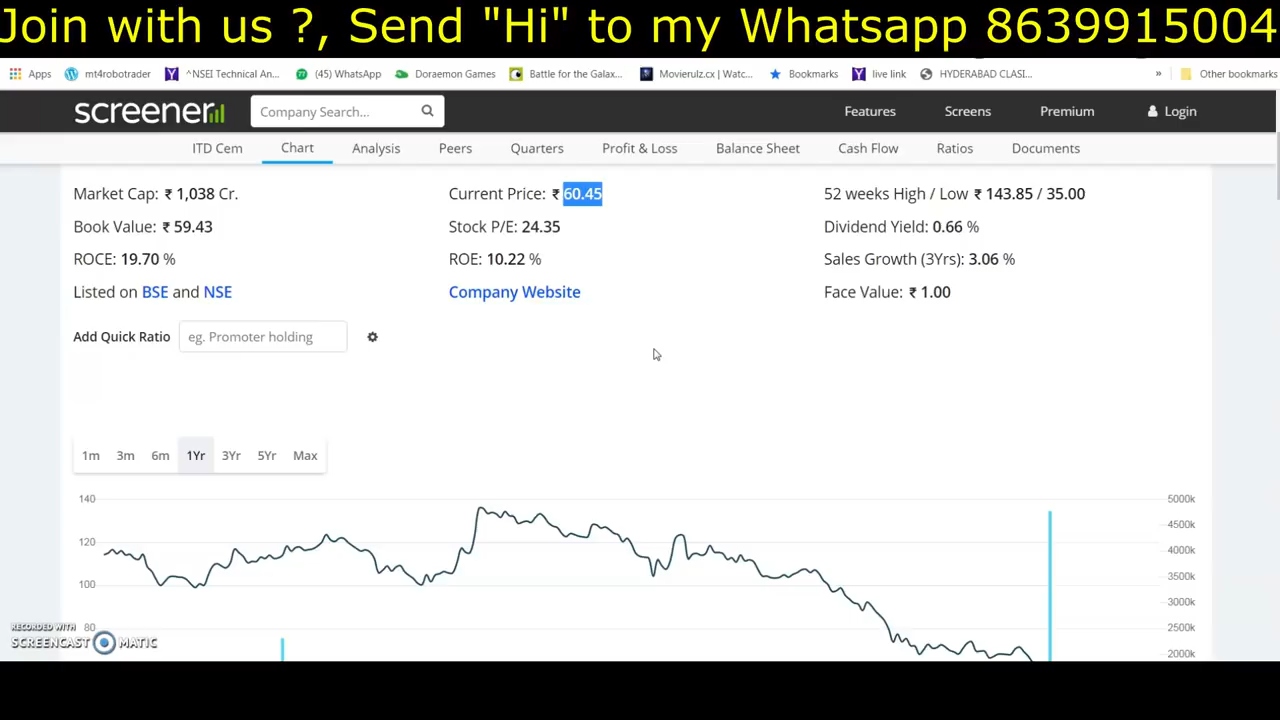 Join with us ?, Send "Hi" to my Whatsapp 8639915004
Apps mt4robotrader ^NSEI Technical An... (45) WhatsApp Doraemon Games Battle for the Galax... Movierulz.cx | Watc... Bookmarks live link HYDERABAD CLASI... » Other bookmarks
screener Company Search... Features Screens Premium Login
ITD Cem Chart Analysis Peers Quarters Profit & Loss Balance Sheet Cash Flow Ratios Documents
Market Cap: ₹ 1,038 Cr. Current Price: ₹ 60.45 52 weeks High / Low ₹ 143.85 / 35.00
Book Value: ₹ 59.43 Stock P/E: 24.35 Dividend Yield: 0.66 %
ROCE: 19.70 % ROE: 10.22 % Sales Growth (3Yrs): 3.06 %
Listed on BSE and NSE Company Website Face Value: ₹ 1.00
Add Quick Ratio eg. Promoter holding
1m 3m 6m 1Yr 3Yr 5Yr Max
140 5000k
4500k
120 4000k
100 3500k
3000k
80 2500k
2000k
RECORDED WITH
SCREENCAST MATIC